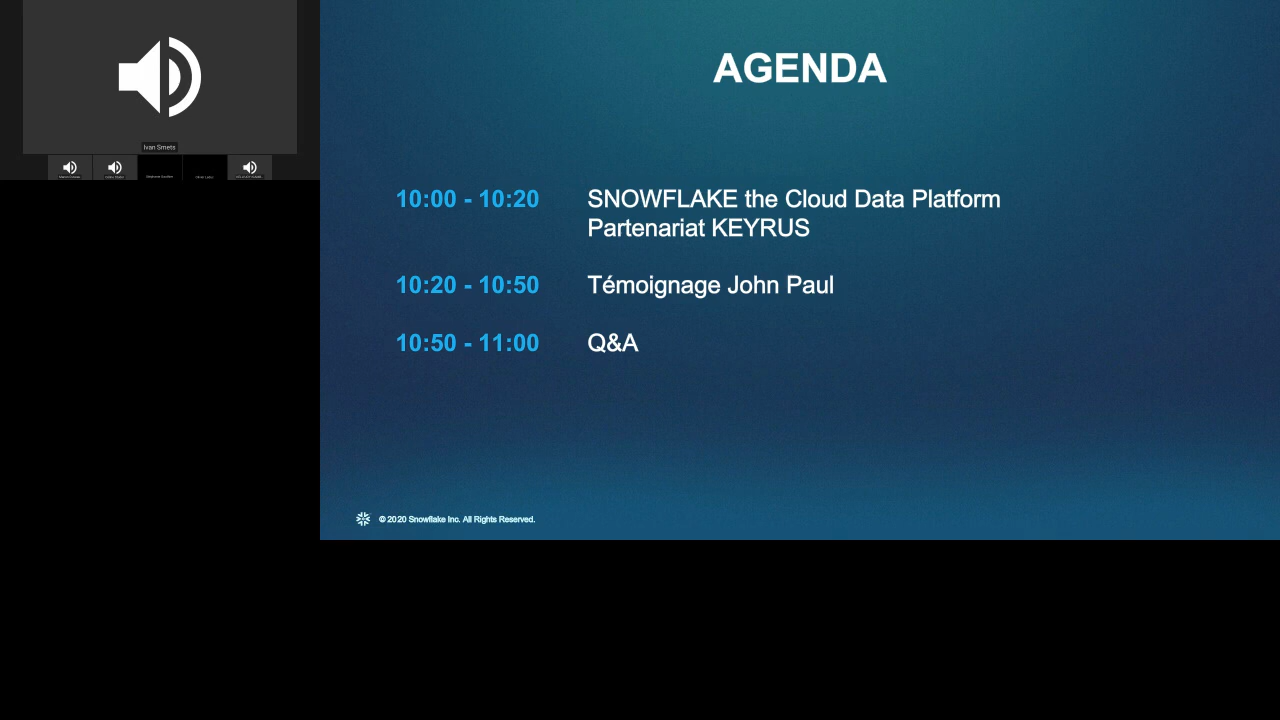 Ivan Smets
AGENDA
10:00 - 10:20 SNOWFLAKE the Cloud Data Platform
Partenariat KEYRUS
10:20 - 10:50 Témoignage John Paul
10:50 - 11:00 Q&A
© 2020 Snowflake Inc. All Rights Reserved.